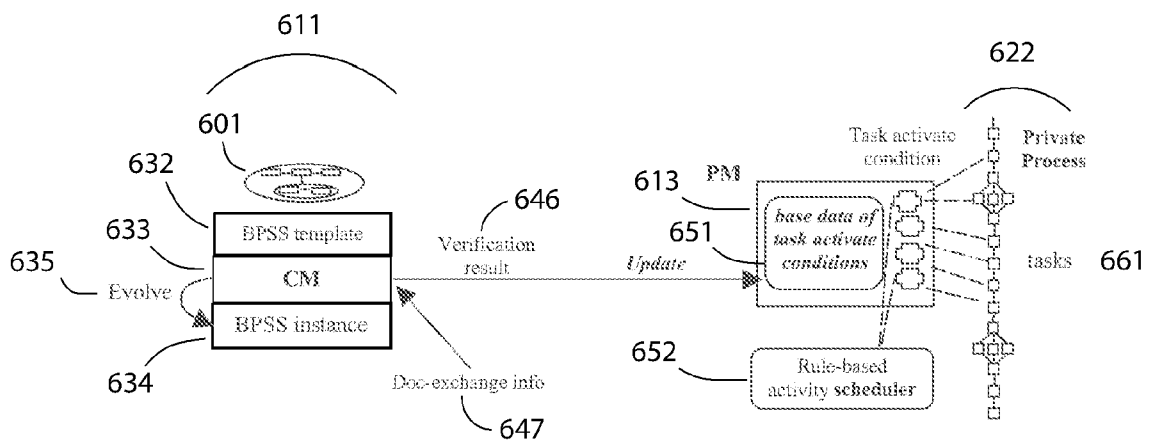 611
622
601
632
633
635
634
BPSS template
CM
Evolve
BPSS instance
646
Verification
result
Update
Doc-exchange info
647
PM
613
651
base data of
task activate
conditions
Task activate
condition
Private
Process
tasks
661
652
Rule-based
activity scheduler